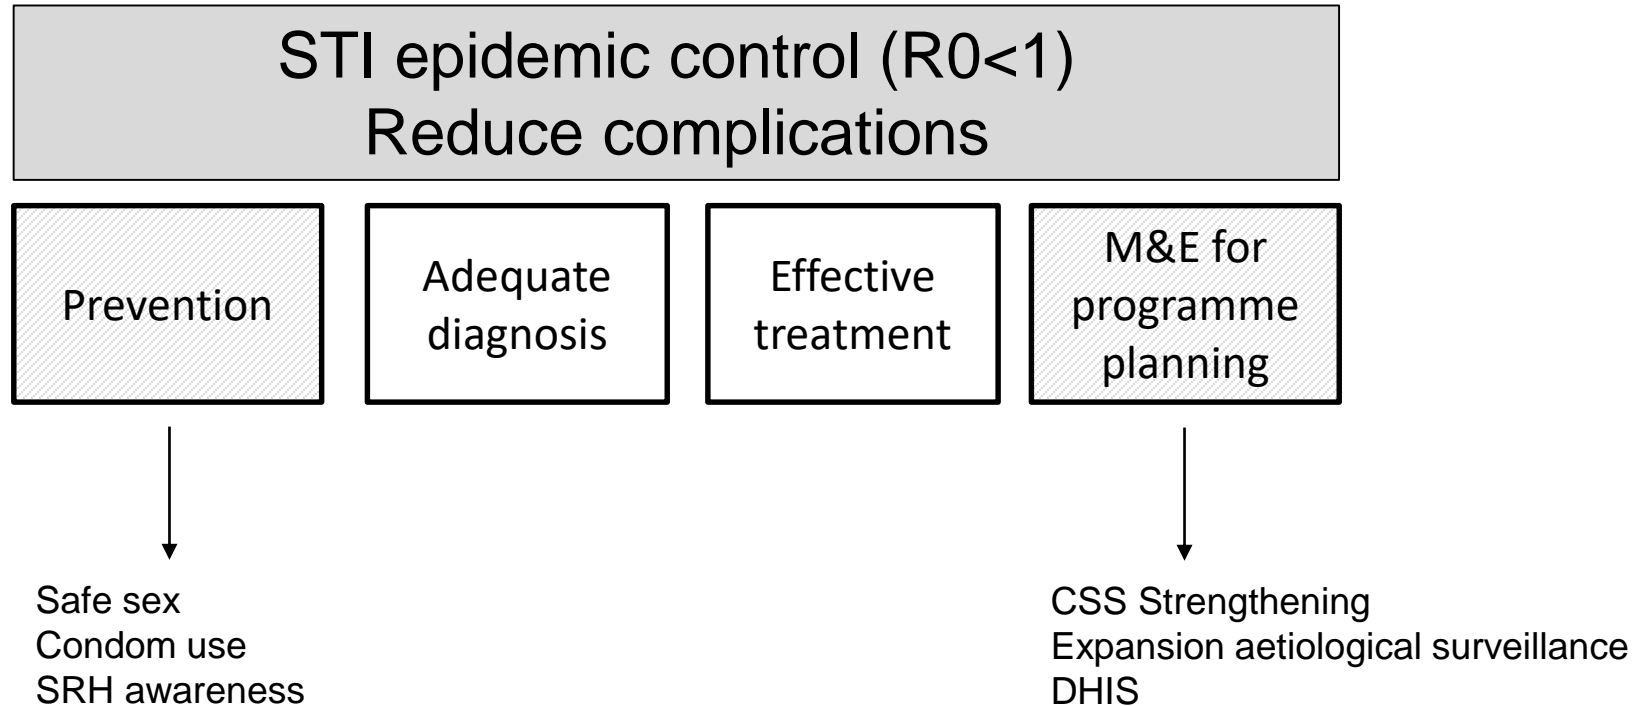 STI epidemic control (R0<1)
Reduce complications
Prevention
Adequate
diagnosis
Effective
treatment
M&E for
programme
planning
Safe sex
Condom use
SRH awareness
CSS Strengthening
Expansion aetiological surveillance
DHIS